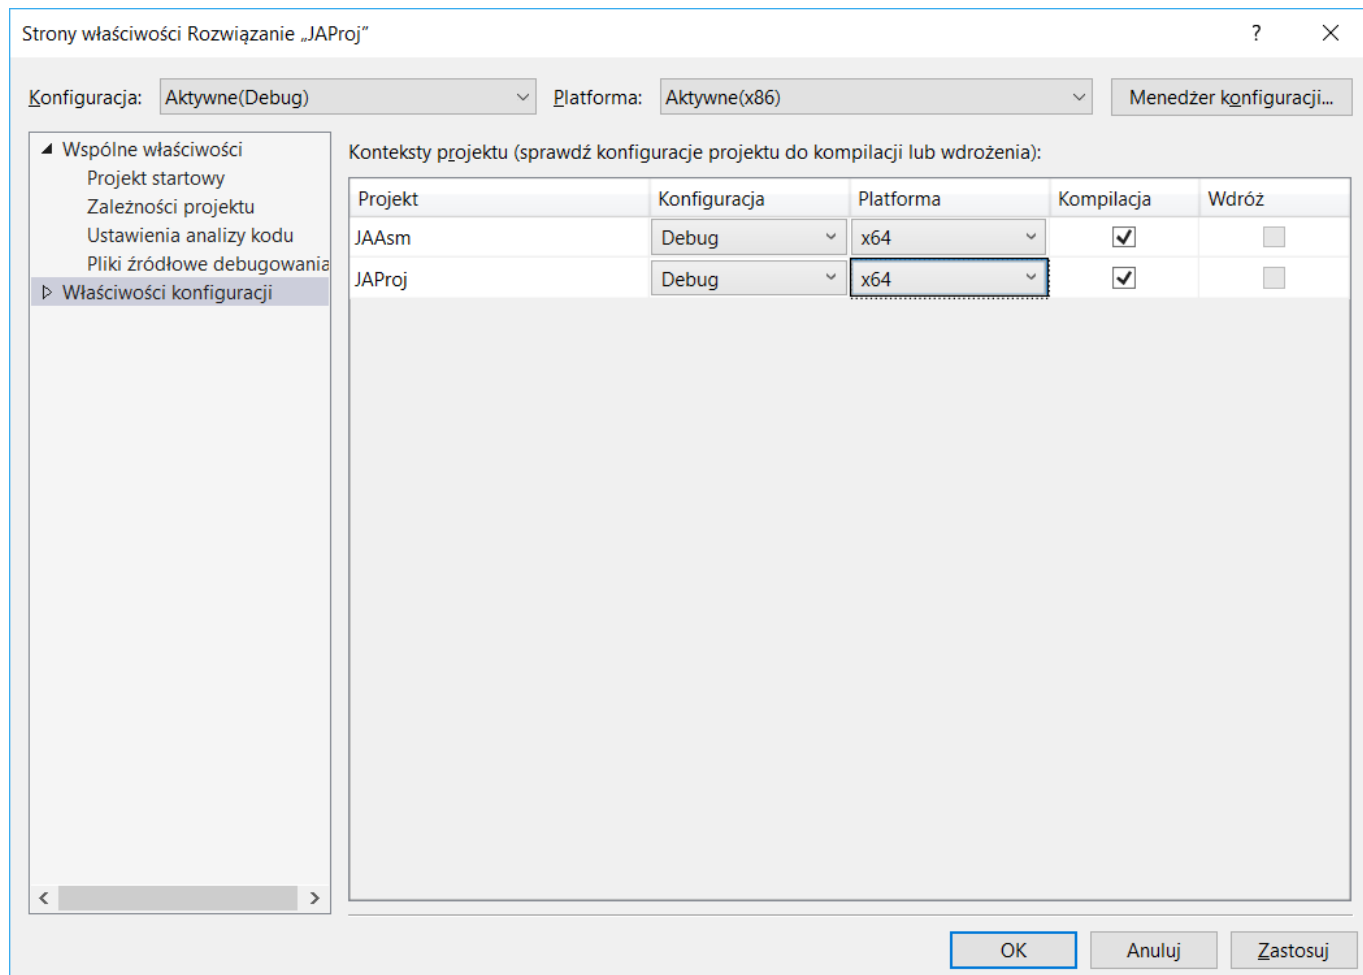 Strony właściwości Rozwiązanie „JAProj”
Konfiguracja: Aktywne(Debug) Platforma: Aktywne(x86) Menedżer konfiguracji...
Wspólne właściwości
Projekt startowy
Zależności projektu
Ustawienia analizy kodu
Pliki źródłowe debugowania
Właściwości konfiguracji
Konteksty projektu (sprawdź konfiguracje projektu do kompilacji lub wdrożenia):
Projekt Konfiguracja Platforma Kompilacja Wdróż
JAAsm Debug x64
JAProj Debug x64
OK Anuluj Zastosuj